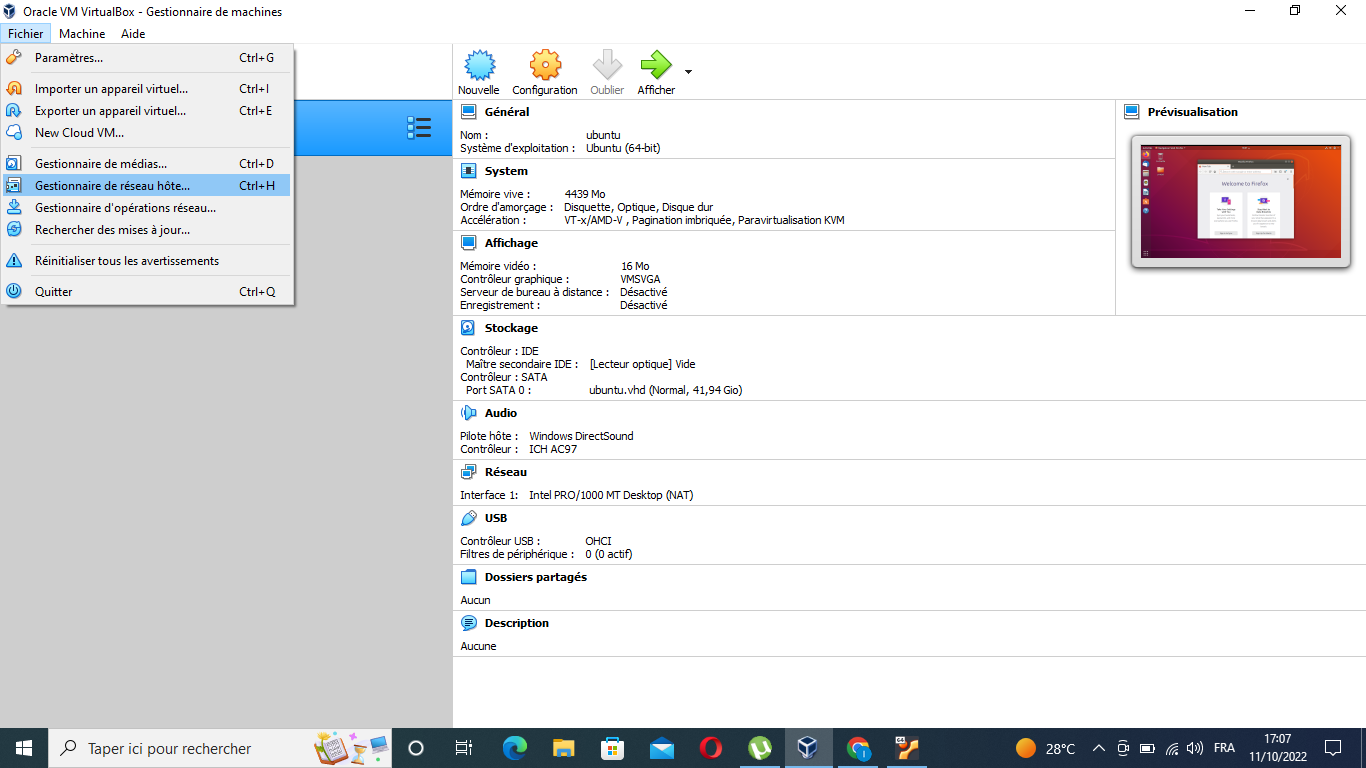 Oracle VM VirtualBox - Gestionnaire de machines
Fichier Machine Aide
Paramètres... Ctrl+G
Importer un appareil virtuel... Ctrl+I
Exporter un appareil virtuel... Ctrl+E
New Cloud VM...
Gestionnaire de médias... Ctrl+D
Gestionnaire de réseau hôte... Ctrl+H
Gestionnaire d'opérations réseau...
Rechercher des mises à jour...
Réinitialiser tous les avertissements
Quitter Ctrl+Q
Nouvelle Configuration Oublier Afficher
Général
Nom : ubuntu
Système d'exploitation : Ubuntu (64-bit)
System
Mémoire vive : 4439 Mo
Ordre d'amorçage : Disquette, Optique, Disque dur
Accélération : VT-x/AMD-V , Pagination imbriquée, Paravirtualisation KVM
Affichage
Mémoire vidéo : 16 Mo
Contrôleur graphique : VMSVGA
Serveur de bureau à distance : Désactivé
Enregistrement : Désactivé
Stockage
Contrôleur : IDE
Maître secondaire IDE : [Lecteur optique] Vide
Contrôleur : SATA
Port SATA 0 : ubuntu.vhd (Normal, 41,94 Gio)
Audio
Pilote hôte : Windows DirectSound
Contrôleur : ICH AC97
Réseau
Interface 1: Intel PRO/1000 MT Desktop (NAT)
USB
Contrôleur USB : OHCI
Filtres de périphérique : 0 (0 actif)
Dossiers partagés
Aucun
Description
Aucune
Prévisualisation
Welcome to Firefox
Taper ici pour rechercher
28°C
FRA
17:07
11/10/2022